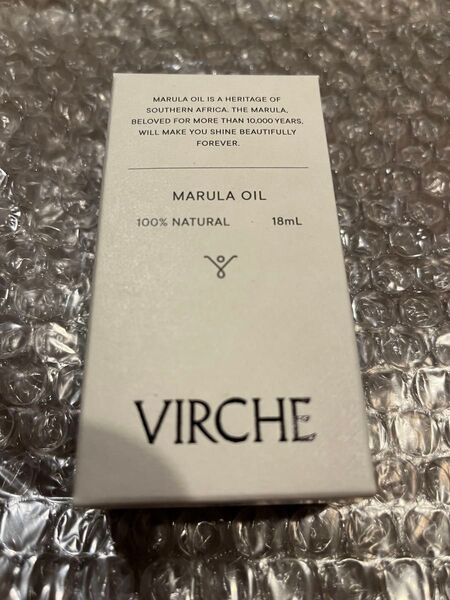 MARULA OIL IS A HERITAGE OF
SOUTHERN AFRICA. THE MARULA,
BELOVED FOR MORE THAN 10,000 YEARS,
WILL MAKE YOU SHINE BEAUTIFULLY
FOREVER.
MARULA OIL
100% NATURAL · 18mL
VIRCHE